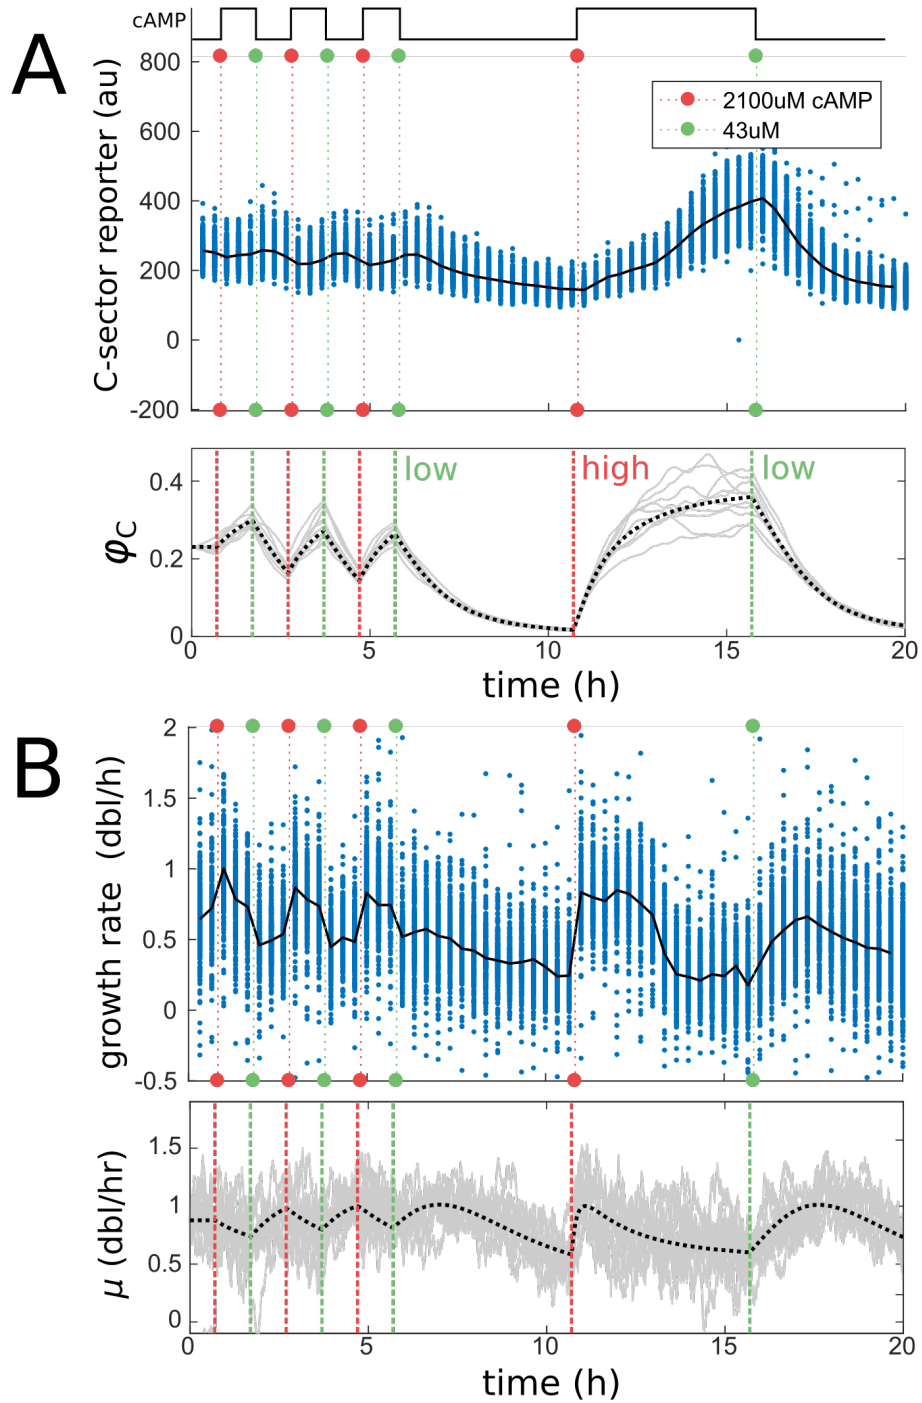 cAMP
A
C-sector reporter (au)
800
600
400
200
0
-200
2100uM cAMP
43uM
φC
0.4
0.2
0
low
high
low
0 5 10 15 20
time (h)
B
growth rate (dbl/h)
2
1.5
1
0.5
0
-0.5
μ (dbl/hr)
1.5
1
0.5
0
0 5 10 15 20
time (h)